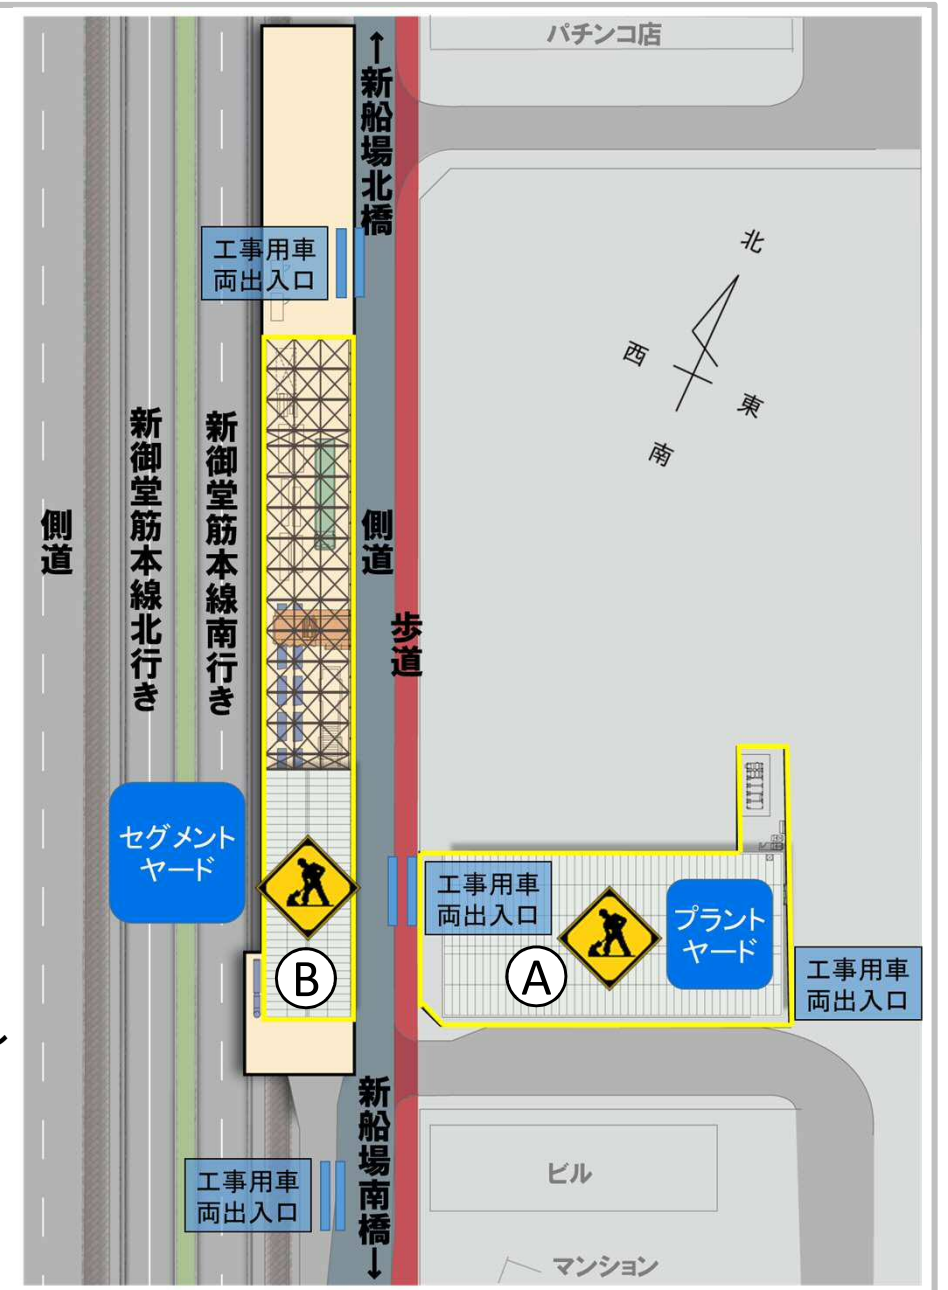 パチンコ店
↑新船場北橋
工事用車
両出入口
北
西
東
南
側道
新御堂筋本線北行き
新御堂筋本線南行き
側道
歩道
セグメント
ヤード
工事用車
両出入口
プラント
ヤード
B
A
工事用車
両出入口
新船場南橋↓
工事用車
両出入口
ビル
マンション